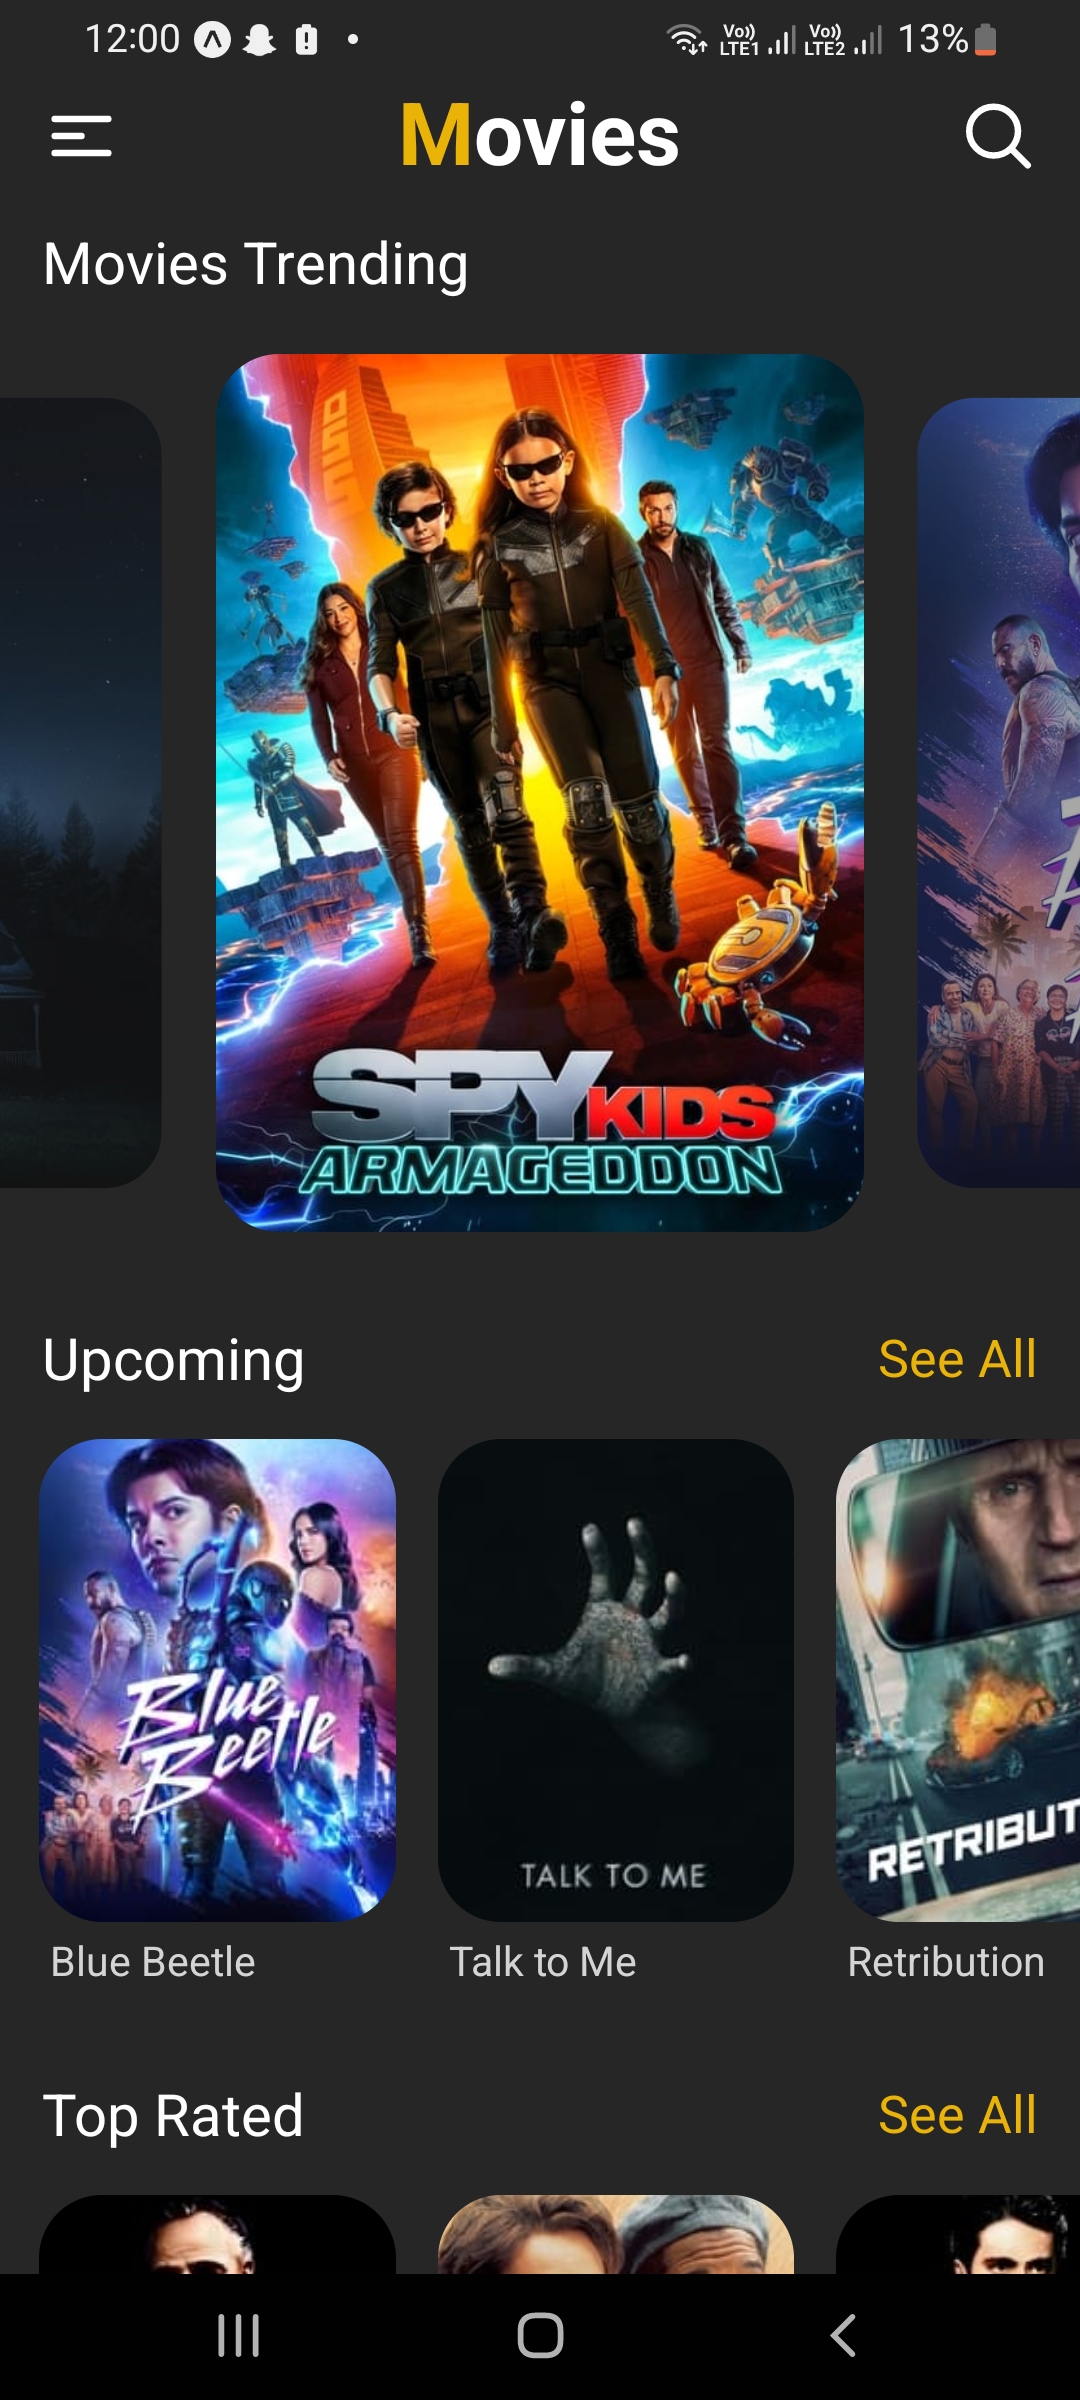 12:00 Vo)) LTE1 Vo)) LTE2 13%
Movies
Movies Trending
OSS
SPY KIDS
ARMAGEDDON
Upcoming See All
Blue
Beetle
TALK TO ME
RETRIBUT
Blue Beetle Talk to Me Retribution
Top Rated See All